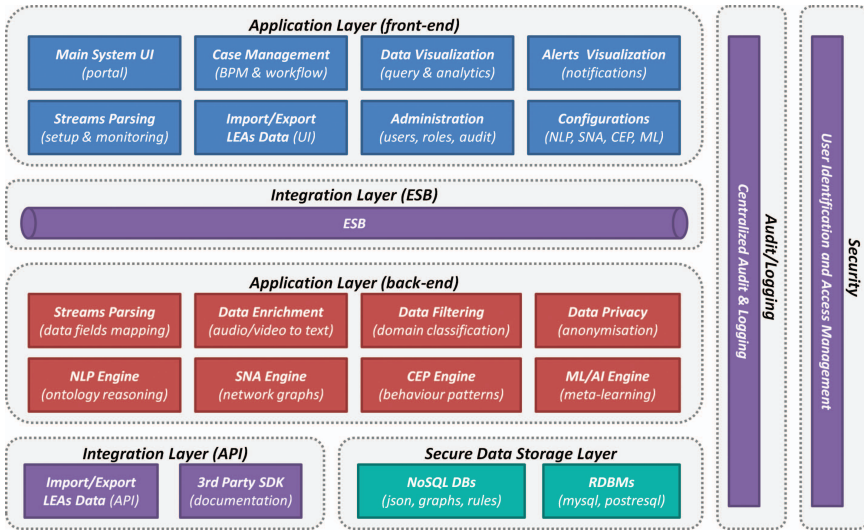 Application Layer (front-end)
Main System UI
(portal)
Case Management
(BPM & workflow)
Data Visualization
(query & analytics)
Alerts Visualization
(notifications)
Streams Parsing
(setup & monitoring)
Import/Export
LEAs Data (UI)
Administration
(users, roles, audit)
Configurations
(NLP, SNA, CEP, ML)
Integration Layer (ESB)
ESB
Application Layer (back-end)
Streams Parsing
(data fields mapping)
Data Enrichment
(audio/video to text)
Data Filtering
(domain classification)
Data Privacy
(anonymisation)
NLP Engine
(ontology reasoning)
SNA Engine
(network graphs)
CEP Engine
(behaviour patterns)
ML/AI Engine
(meta-learning)
Integration Layer (API)
Import/Export
LEAs Data (API)
3rd Party SDK
(documentation)
Secure Data Storage Layer
NoSQL DBs
(json, graphs, rules)
RDBMs
(mysql, postresql)
Centralized Audit & Logging
Audit/Logging
User Identification and Access Management
Security